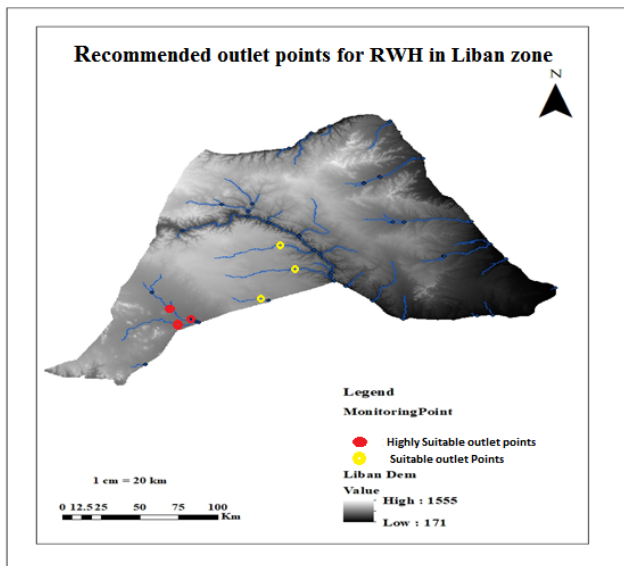 Recommended outlet points for RWH in Liban zone
N
Legend
MonitoringPoint
Highly Suitable outlet points
Suitable outlet Points
Liban Dem
Value
High : 1555
Low : 171
1 cm = 20 km
0 12.5 25 50 75 100
Km